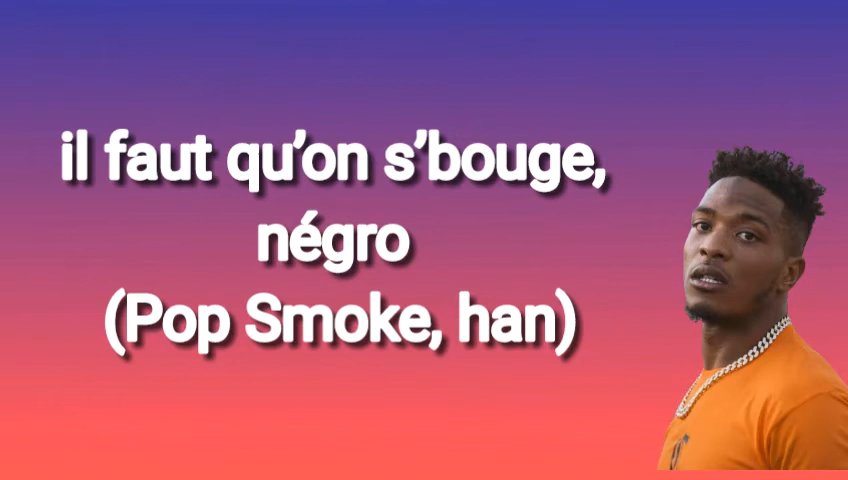 il faut qu’on s’bouge,
négro
(Pop Smoke, han)